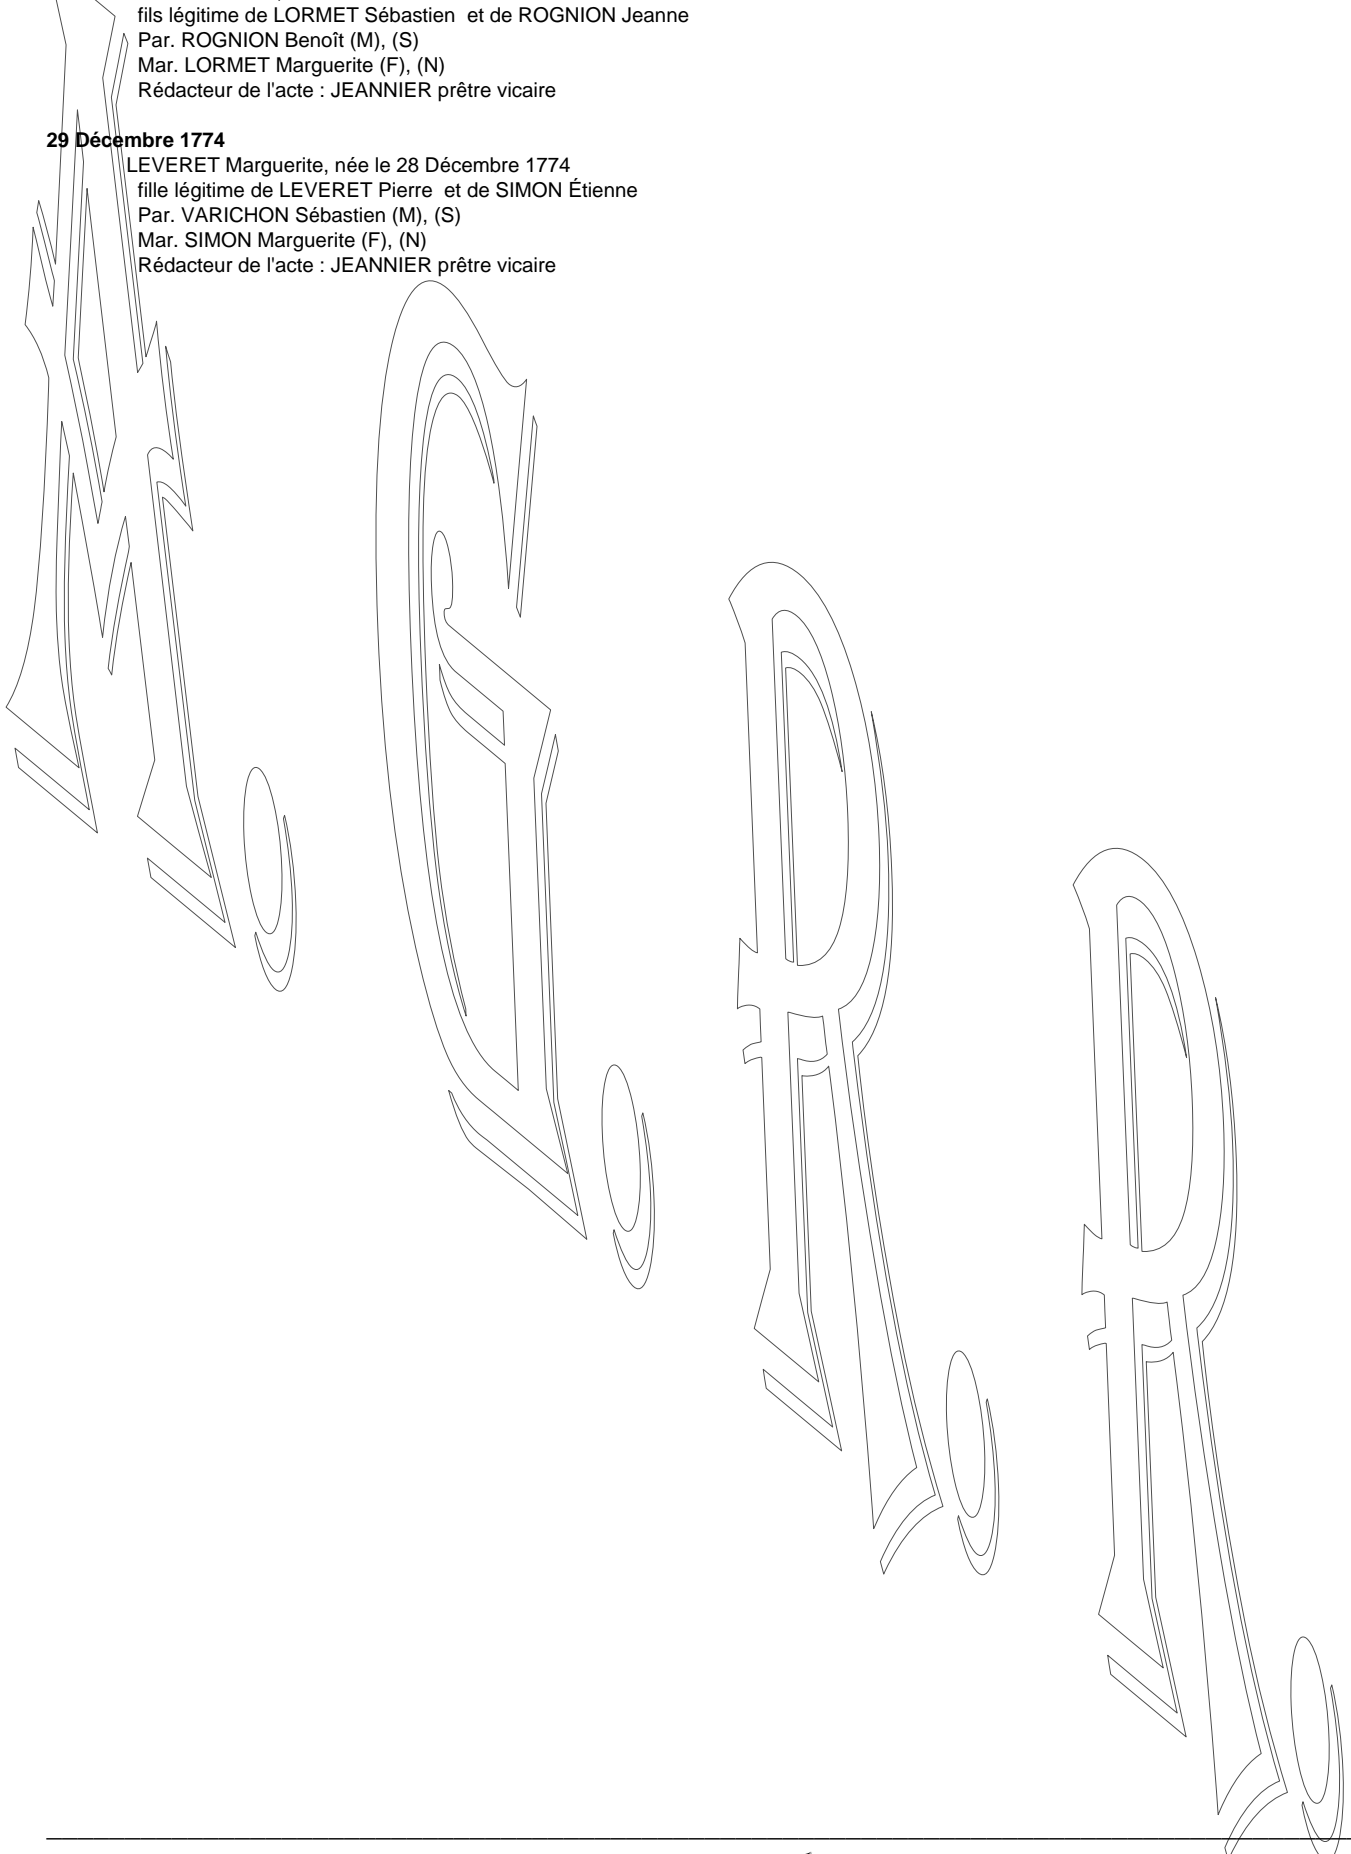 fils légitime de LORMET Sébastien  et de ROGNION Jeanne
Par. ROGNION Benoît (M), (S)
Mar. LORMET Marguerite (F), (N)
Rédacteur de l'acte : JEANNIER prêtre vicaire
29 Décembre 1774
LEVERET Marguerite, née le 28 Décembre 1774
fille légitime de LEVERET Pierre  et de SIMON Étienne
Par. VARICHON Sébastien (M), (S)
Mar. SIMON Marguerite (F), (N)
Rédacteur de l'acte : JEANNIER prêtre vicaire
M.G.R.R.